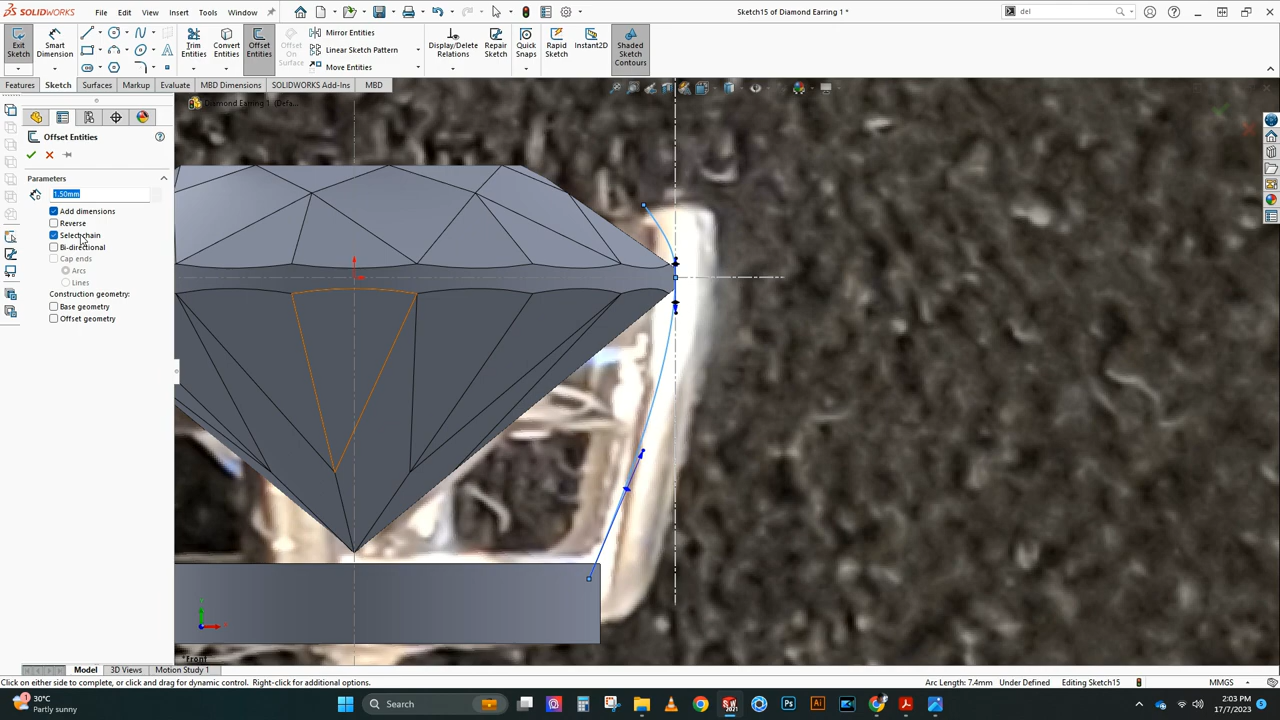 SOLIDWORKS
File Edit View Insert Tools Window
Sketch15 of Diamond Earring 1 *
del
Exit Sketch
Smart Dimension
Trim Entities
Convert Entities
Offset Entities
Offset On Surface
Mirror Entities
Linear Sketch Pattern
Move Entities
Display/Delete Relations
Repair Sketch
Quick Snaps
Rapid Sketch
Instant2D
Shaded Sketch Contours
Features Sketch Surfaces Markup Evaluate MBD Dimensions SOLIDWORKS Add-Ins MBD
Diamond Earring 1 (Defa...
Offset Entities
Parameters
1.50mm
Add dimensions
Reverse
Select chain
Bi-directional
Cap ends
Arcs
Lines
Construction geometry:
Base geometry
Offset geometry
*Front
Model 3D Views Motion Study 1
Click on either side to complete, or click and drag for dynamic control. Right-click for additional options.
Arc Length: 7.4mm Under Defined Editing Sketch15 MMGS
30°C
Partly sunny
Search
2:03 PM
17/7/2023